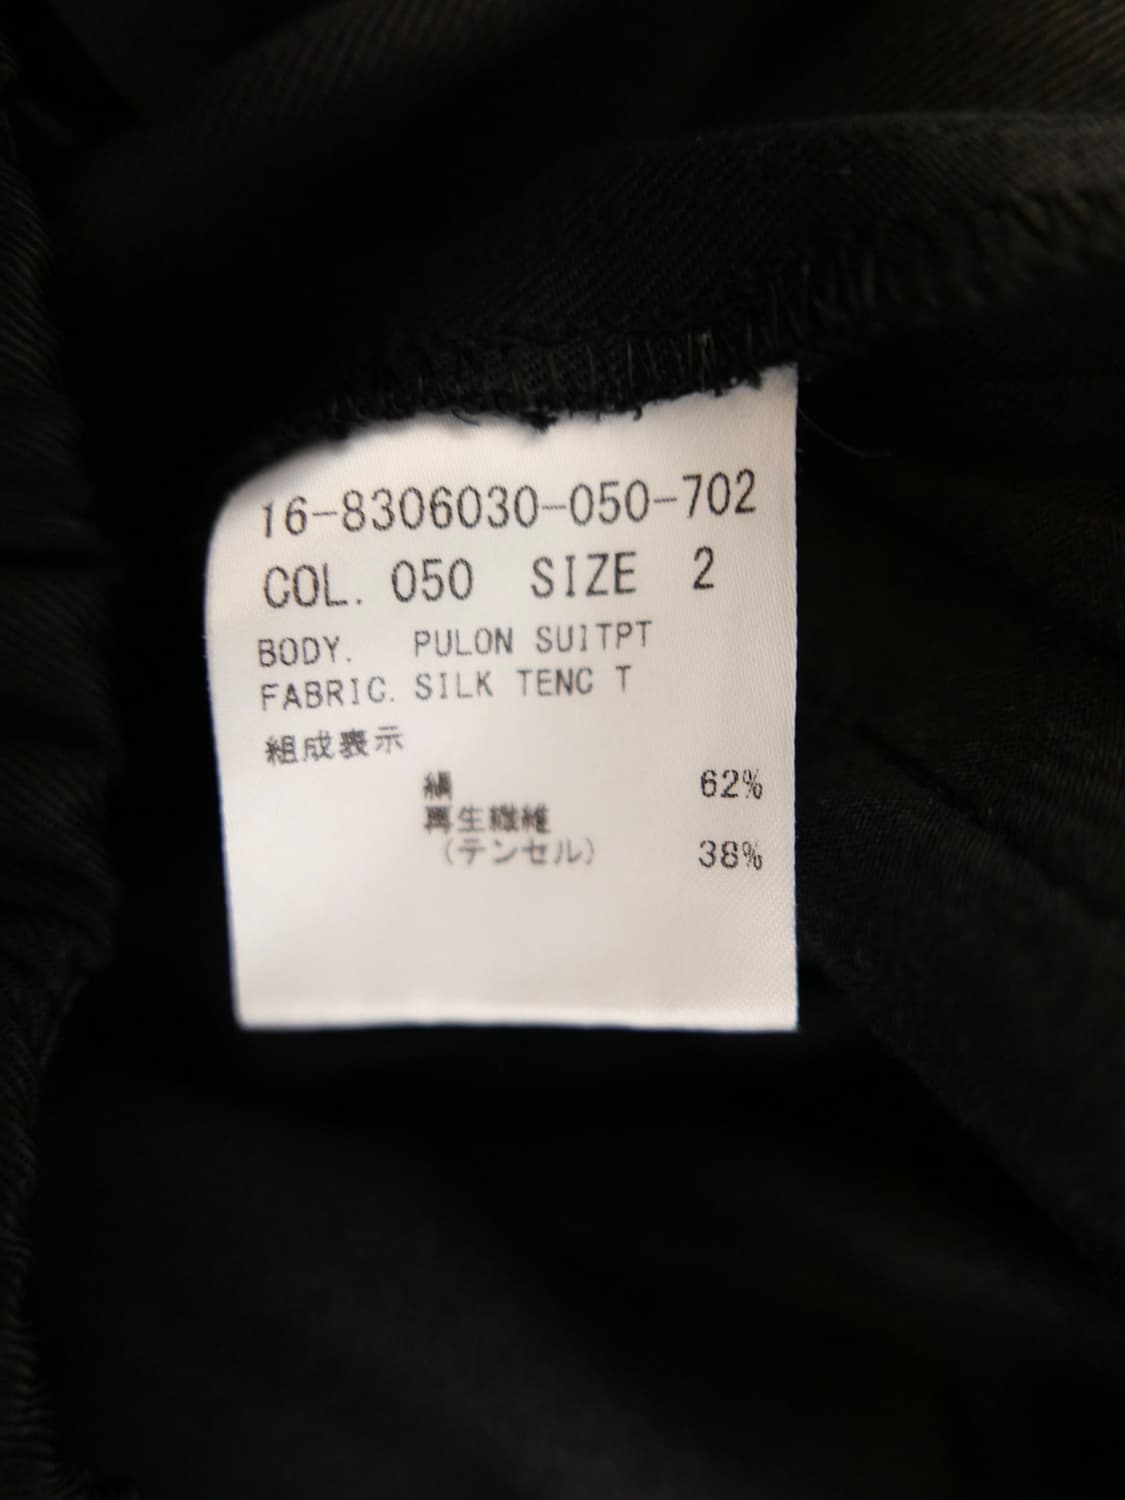 16-8306030-050-702
COL. 050 SIZE 2
BODY. PULON SUITPT
FABRIC. SILK TENC T
組成表示
絹 62%
再生繊維
(テンセル) 38%